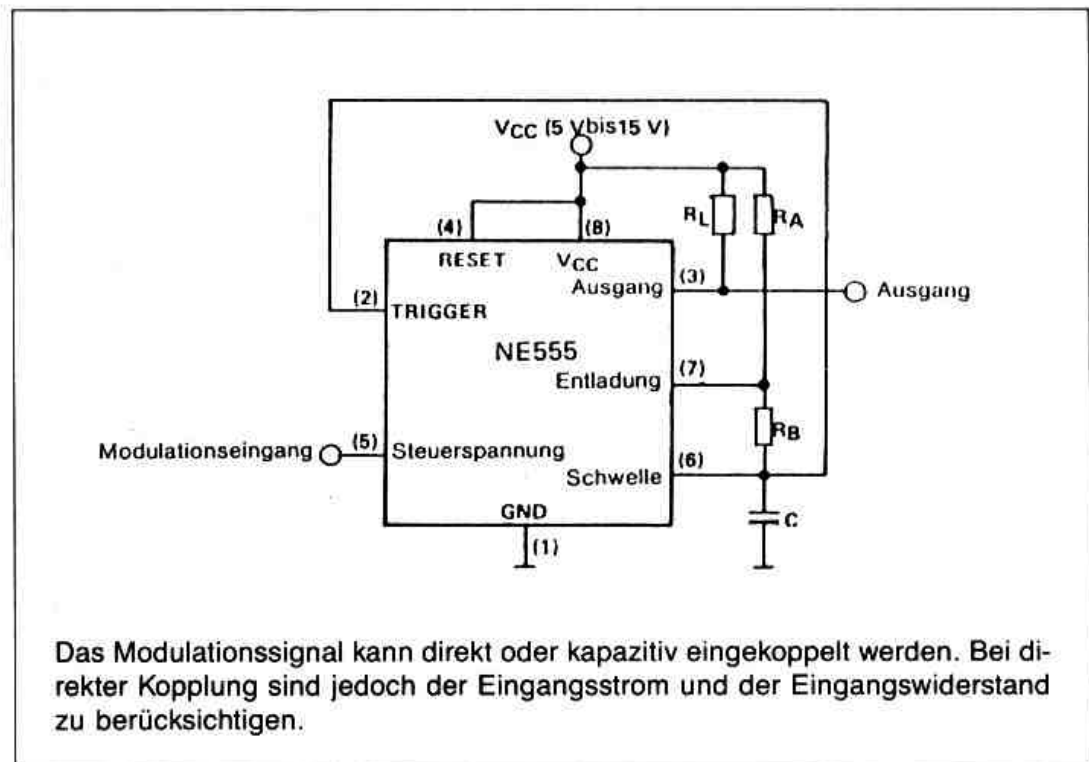 VCC (5 V bis 15 V)
RL
RA
(4)
(8)
RESET
VCC
(3)
Ausgang
Ausgang
(2)
TRIGGER
NE555
(7)
Entladung
RB
Modulationseingang
(5)
Steuerspannung
(6)
Schwelle
GND
C
(1)
Das Modulationssignal kann direkt oder kapazitiv eingekoppelt werden. Bei di-
rekter Kopplung sind jedoch der Eingangsstrom und der Eingangswiderstand
zu berücksichtigen.